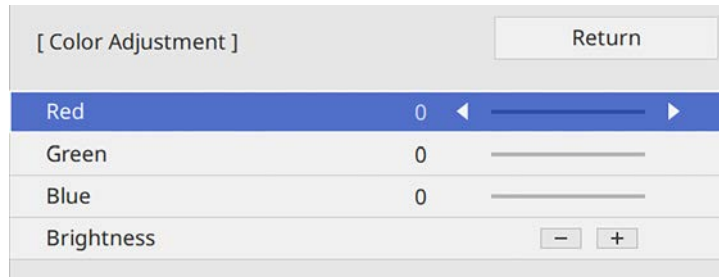 [ Color Adjustment ]
Return
Red 0
Green 0
Blue 0
Brightness − +